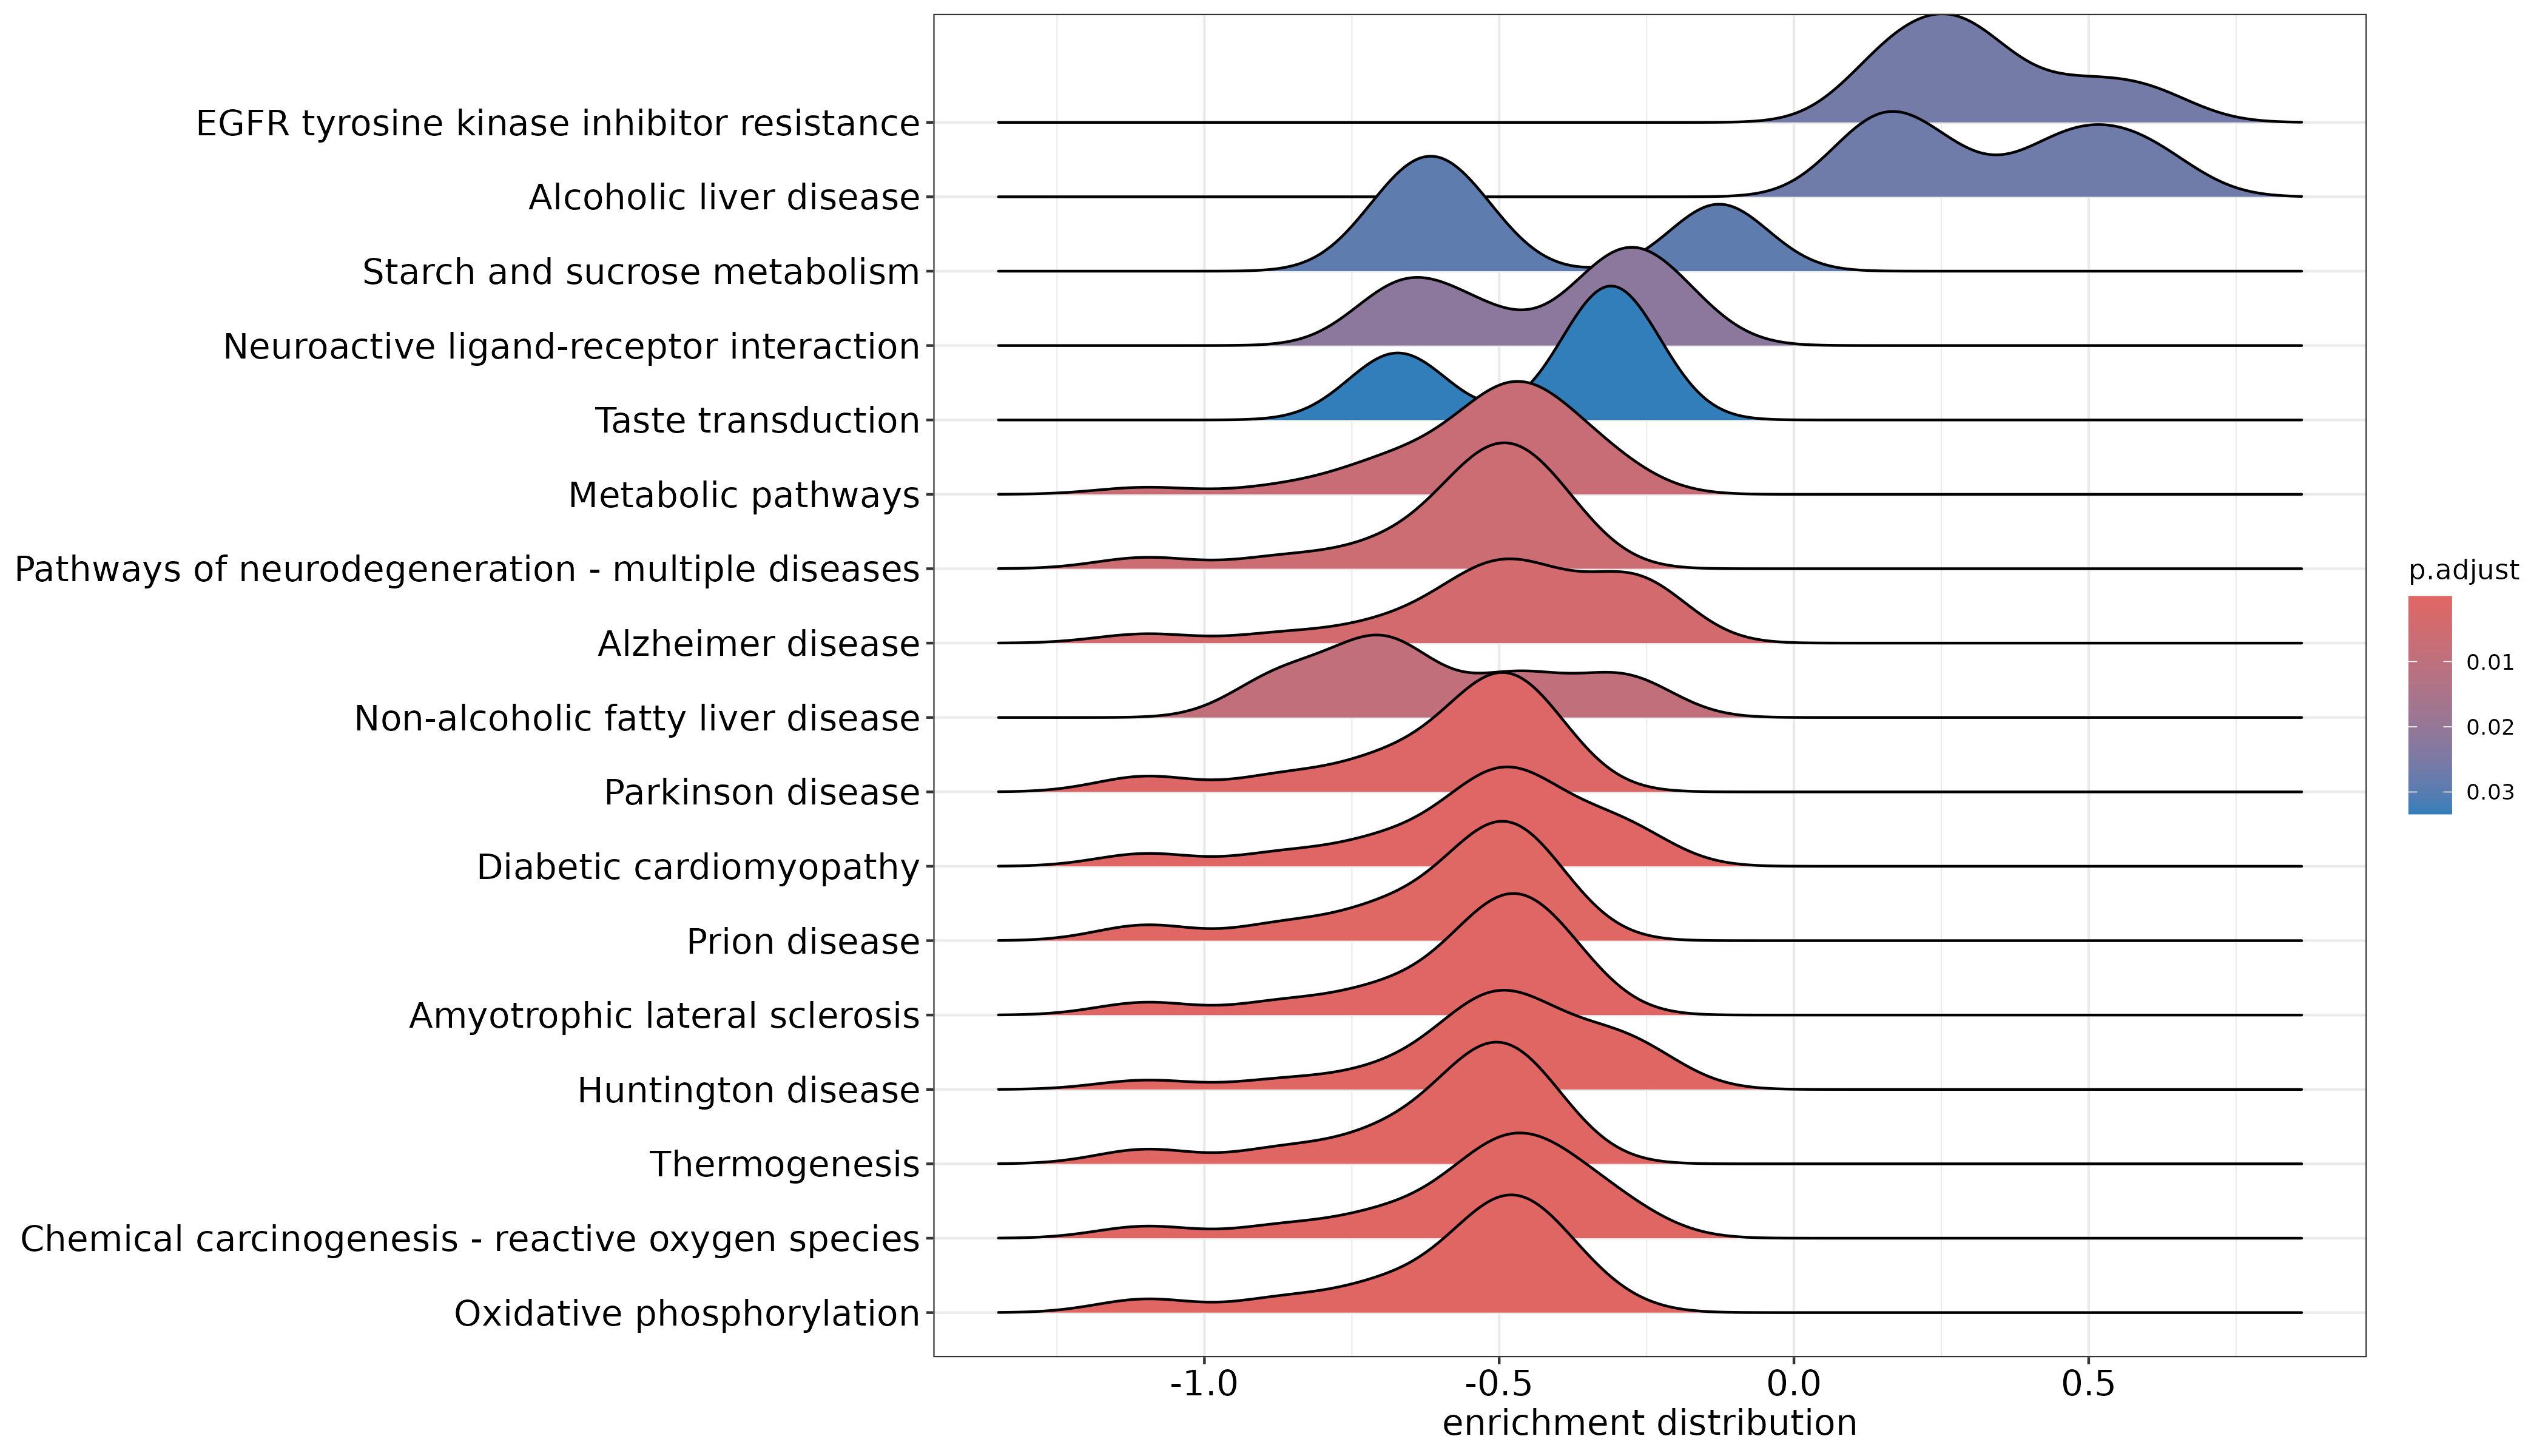 EGFR tyrosine kinase inhibitor resistance
Alcoholic liver disease
Starch and sucrose metabolism
Neuroactive ligand-receptor interaction
Taste transduction
Metabolic pathways
Pathways of neurodegeneration - multiple diseases
Alzheimer disease
Non-alcoholic fatty liver disease
Parkinson disease
Diabetic cardiomyopathy
Prion disease
Amyotrophic lateral sclerosis
Huntington disease
Thermogenesis
Chemical carcinogenesis - reactive oxygen species
Oxidative phosphorylation
-1.0 -0.5 0.0 0.5
enrichment distribution
p.adjust
0.01
0.02
0.03